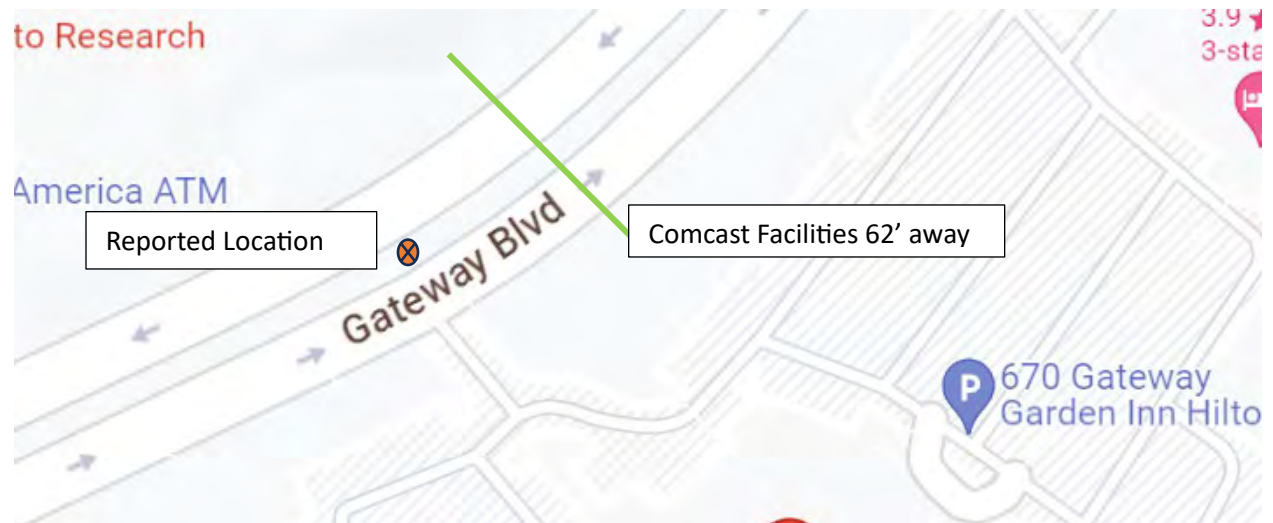 to Research
3.9
3-sta
America ATM
Reported Location
Comcast Facilities 62’ away
Gateway Blvd
P
670 Gateway
Garden Inn Hilto